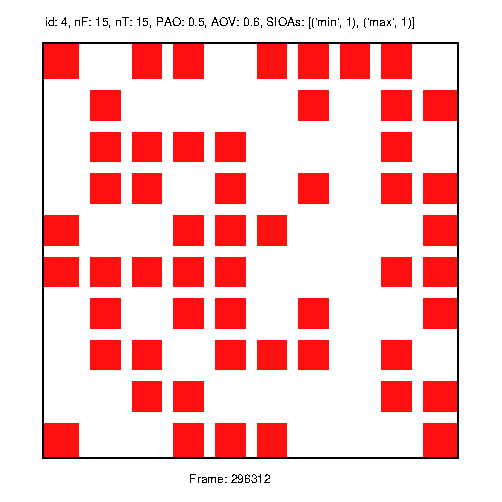 id: 4, nF: 15, nT: 15, PAO: 0.5, AOV: 0.6, SIOAs: [('min', 1), ('max', 1)]
Frame: 296312